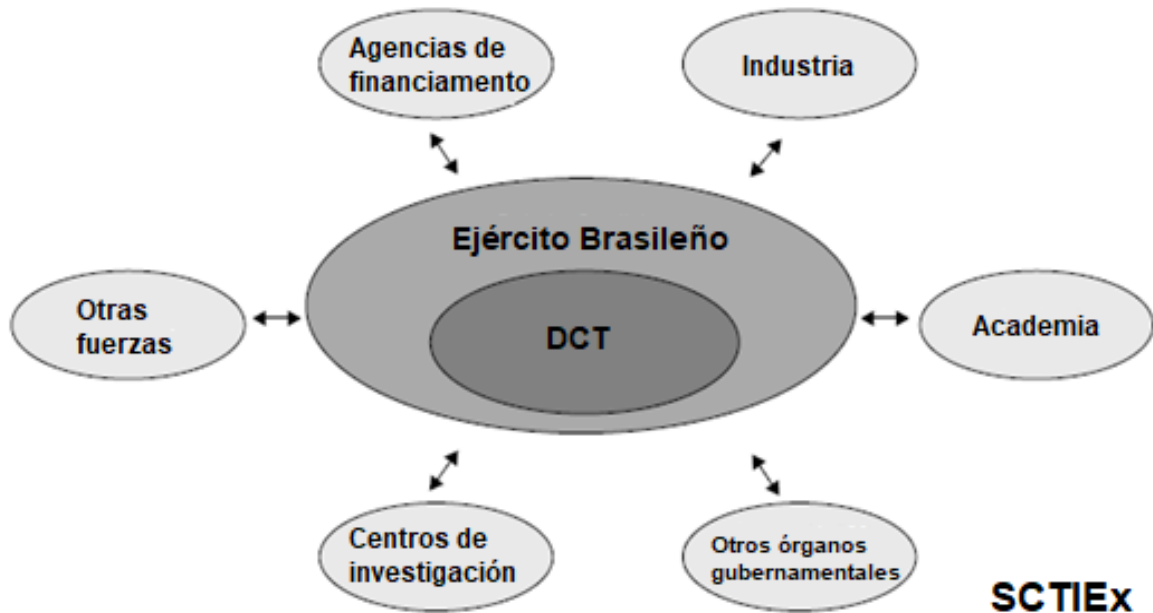 Agencias de
financiamento
Industria
Ejército Brasileño
DCT
Otras
fuerzas
Academia
Centros de
investigación
Otros órganos
gubernamentales
SCTIEx